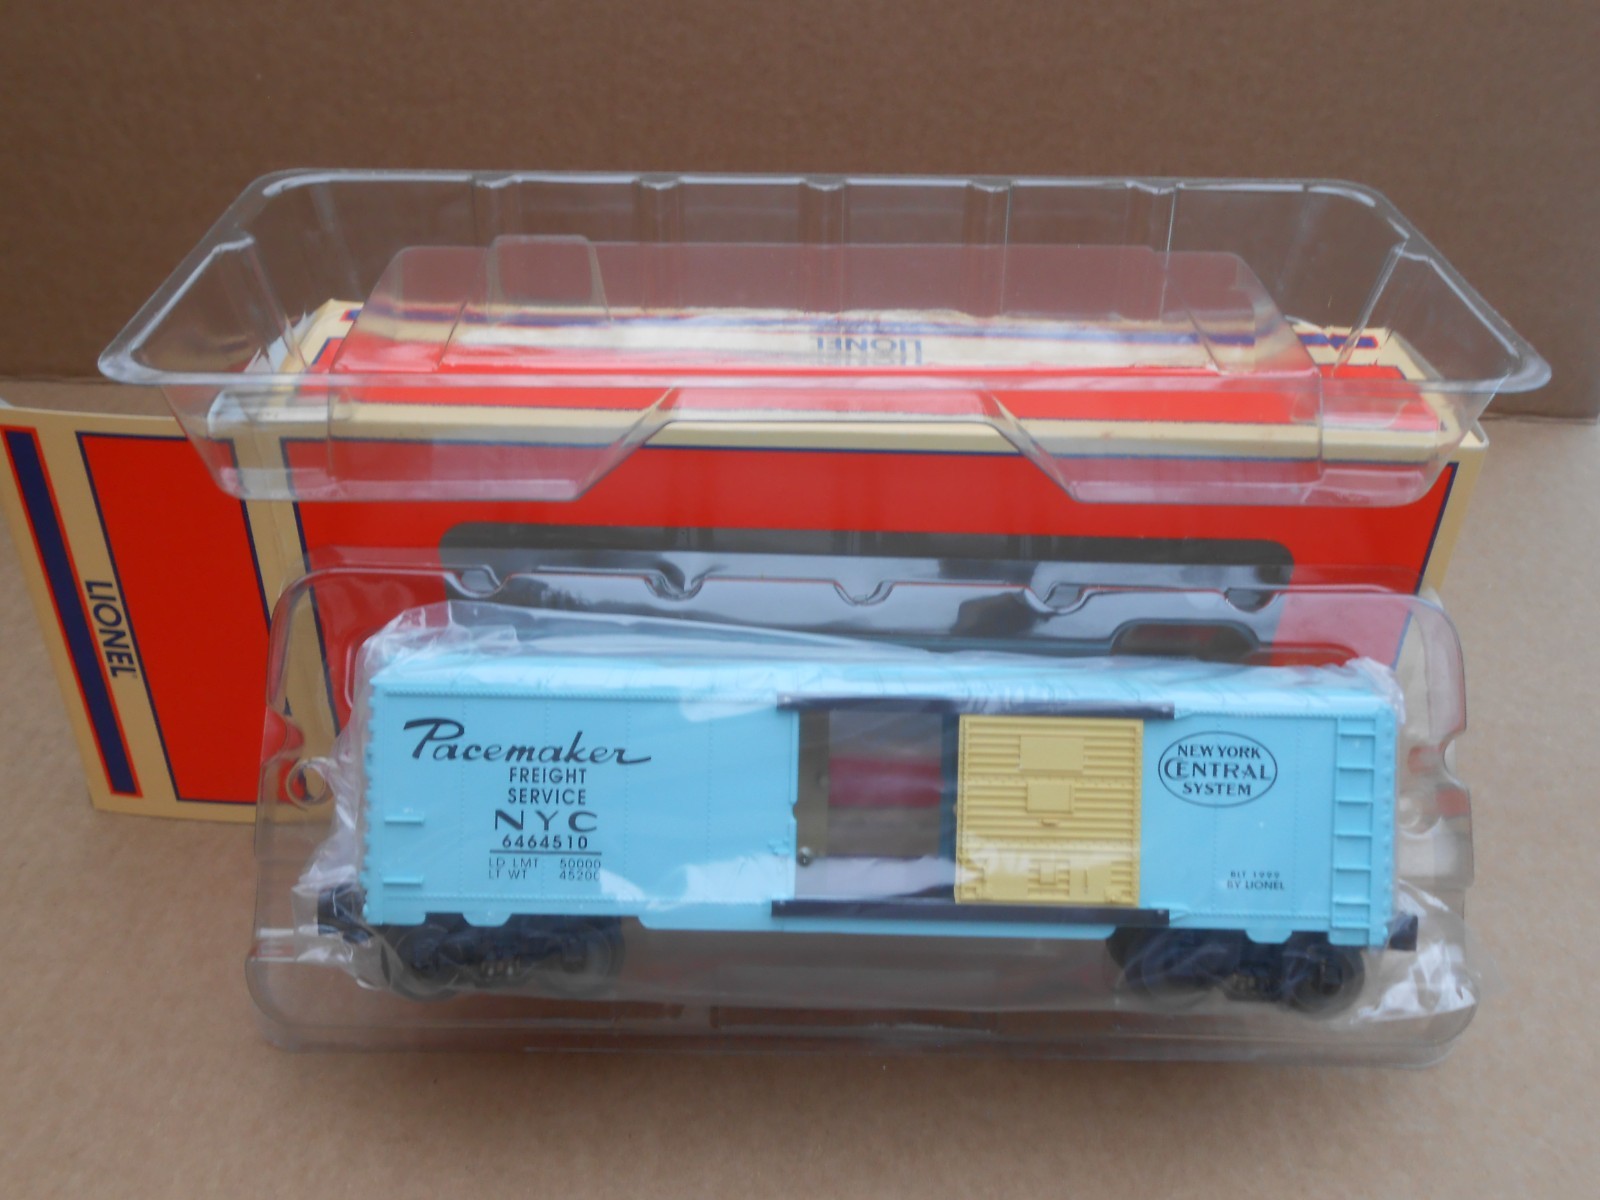 LIONEL
LIONEL
Pacemaker
FREIGHT
SERVICE
NYC
6464510
LD LMT 50000
LT WT 45200
NEW YORK
CENTRAL
SYSTEM
BLT 1999
BY LIONEL